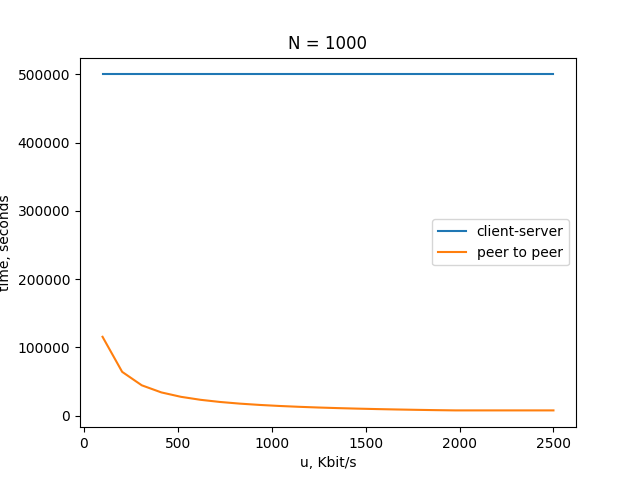 N = 1000
500000
400000
300000
200000
100000
0
time, seconds
client-server
peer to peer
0 500 1000 1500 2000 2500
u, Kbit/s